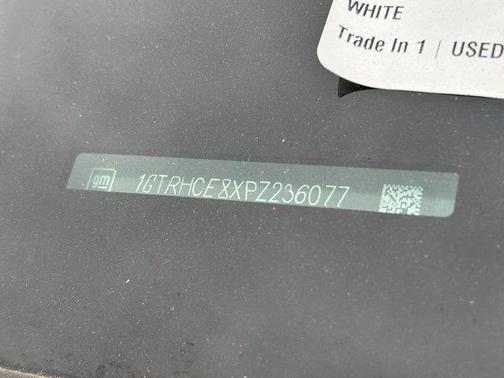 WHITE
Trade In 1 | USED
gm 1GTRHCE8XPZ236077